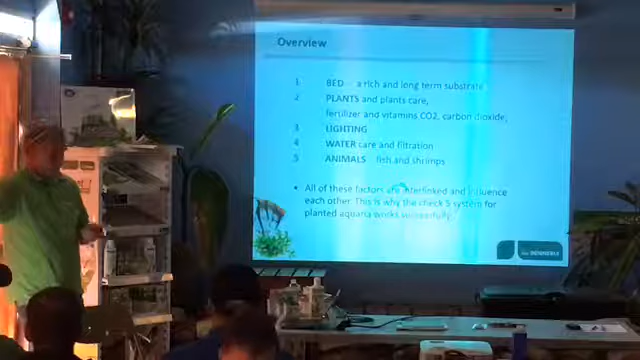 Overview
1 BED a rich and long term substrate
2 PLANTS and plants care,
fertilizer and vitamins CO2, carbon dioxide,
3 LIGHTING
4 WATER care and filtration
5 ANIMALS fish and shrimps
• All of these factors are interlinked and influence
each other. This is why the check 5 system for
planted aquaria works successfully.
DENNERLE